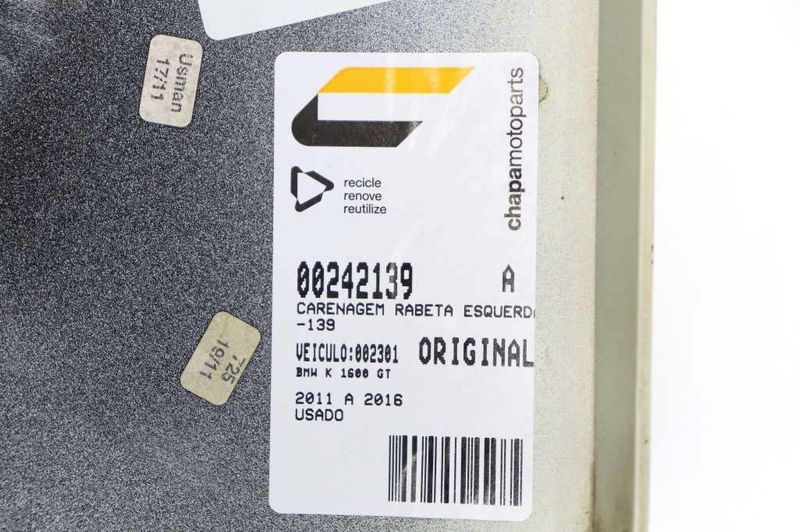 Usman
17/11
recicle
renove
reutilize
chapamotoparts
00242139 A
CARENAGEM RABETA ESQUERDA
-139
VEICULO:002301 ORIGINAL
BMW K 1600 GT
2011 A 2016
USADO
725
19/11